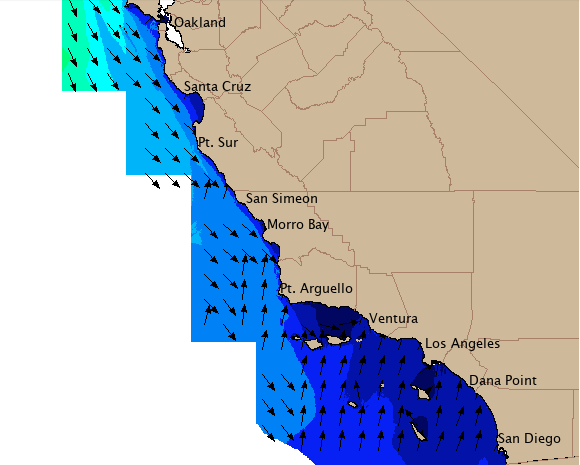 Oakland
Santa Cruz
Pt. Sur
San Simeon
Morro Bay
Pt. Arguello
Ventura
Los Angeles
Dana Point
San Diego